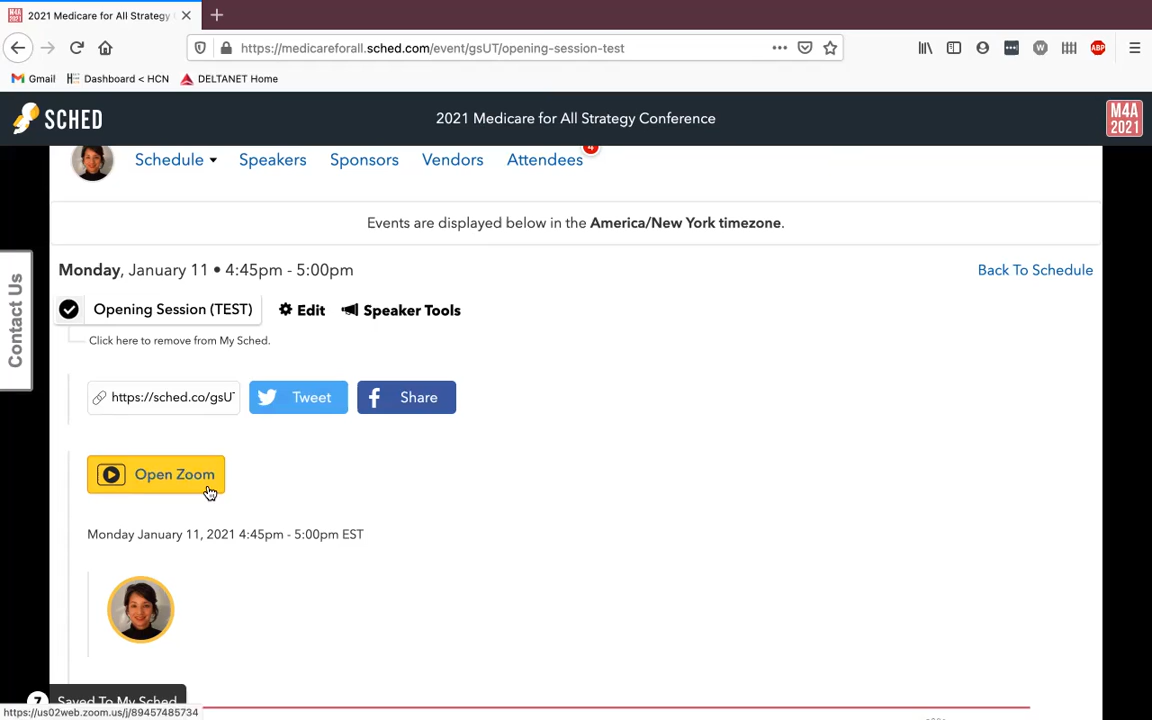 2021 Medicare for All Strategy
https://medicareforall.sched.com/event/gsUT/opening-session-test
W
ABP
Gmail
Dashboard < HCN
DELTANET Home
SCHED
2021 Medicare for All Strategy Conference
M4A
2021
Schedule
Speakers
Sponsors
Vendors
Attendees
4
Events are displayed below in the America/New York timezone.
Monday, January 11 • 4:45pm - 5:00pm
Back To Schedule
Opening Session (TEST)
Edit
Speaker Tools
Click here to remove from My Sched.
Contact Us
https://sched.co/gsU
Tweet
Share
Open Zoom
Monday January 11, 2021 4:45pm - 5:00pm EST
7
Saved To My Sched
https://us02web.zoom.us/j/89457485734